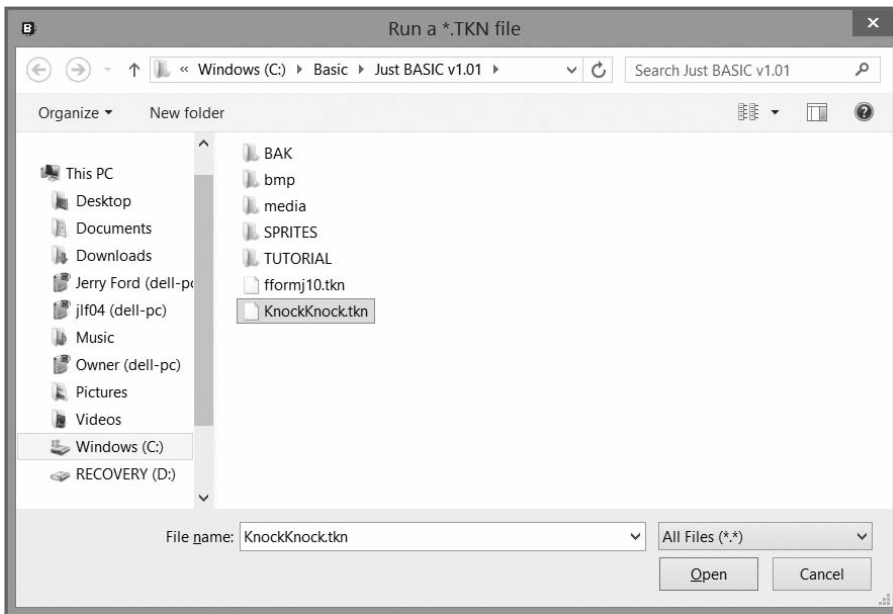 Run a *.TKN file
« Windows (C:) Basic Just BASIC v1.01
Search Just BASIC v1.01
Organize New folder
This PC
Desktop
Documents
Downloads
Jerry Ford (dell-pc
jlf04 (dell-pc)
Music
Owner (dell-pc)
Pictures
Videos
Windows (C:)
RECOVERY (D:)
BAK
bmp
media
SPRITES
TUTORIAL
fformj10.tkn
KnockKnock.tkn
File name: KnockKnock.tkn
All Files (*.*)
Open Cancel